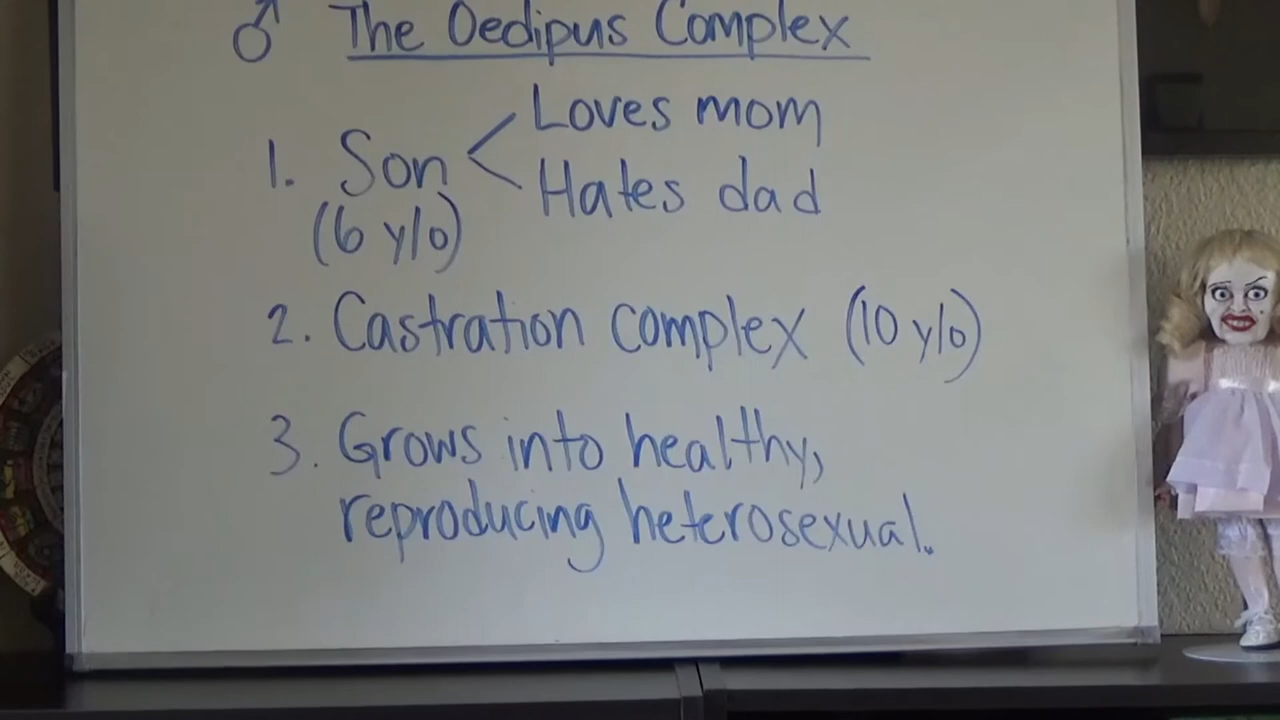 ♂ The Oedipus Complex
1. Son < Loves mom
Hates dad
(6 y/o)
2. Castration complex (10 y/o)
3. Grows into healthy,
reproducing heterosexual.